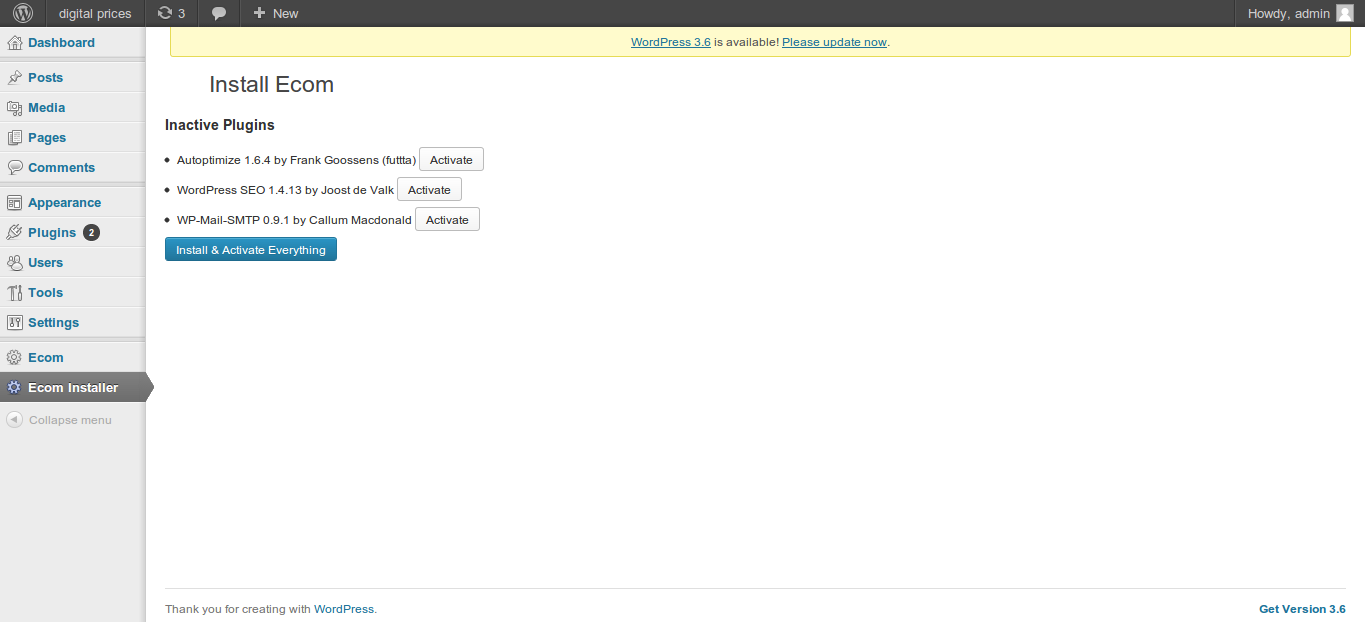 digital prices 3 New Howdy, admin
WordPress 3.6 is available! Please update now.
Dashboard
Posts
Media
Pages
Comments
Appearance
Plugins 2
Users
Tools
Settings
Ecom
Ecom Installer
Collapse menu
Install Ecom
Inactive Plugins
Autoptimize 1.6.4 by Frank Goossens (futtta) Activate
WordPress SEO 1.4.13 by Joost de Valk Activate
WP-Mail-SMTP 0.9.1 by Callum Macdonald Activate
Install & Activate Everything
Thank you for creating with WordPress. Get Version 3.6